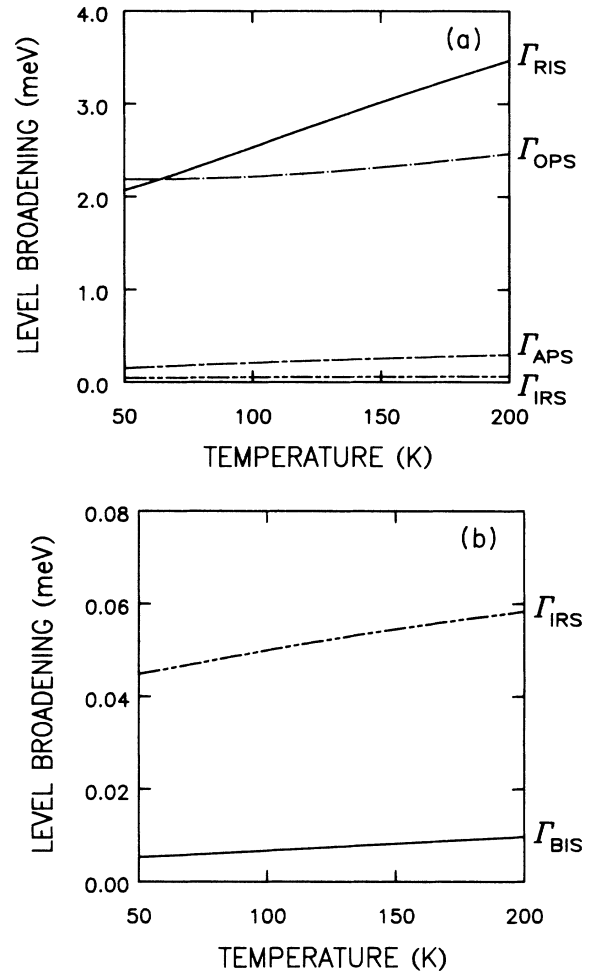 4.0
(a)
Γ_RIS
3.0
Γ_OPS
2.0
LEVEL BROADENING (meV)
1.0
Γ_APS
0.0
Γ_IRS
50 100 150 200
TEMPERATURE (K)
0.08
(b)
0.06
Γ_IRS
0.04
LEVEL BROADENING (meV)
0.02
Γ_BIS
0.00
50 100 150 200
TEMPERATURE (K)